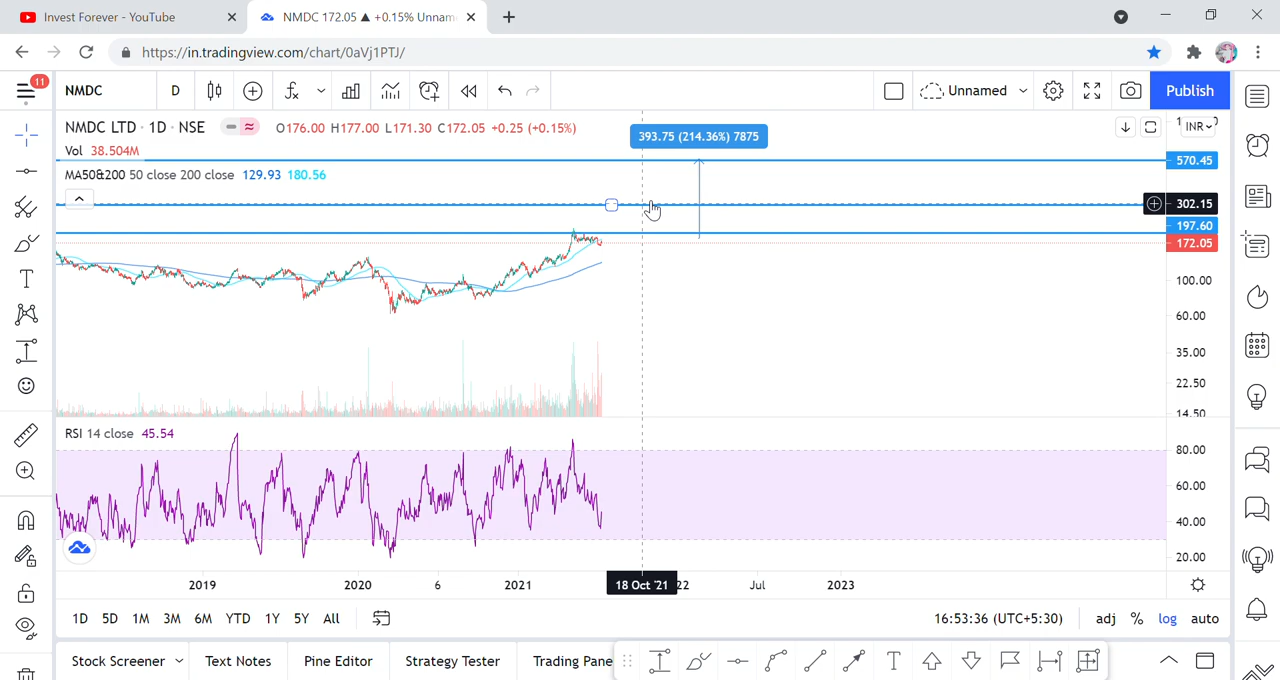 Invest Forever - YouTube
NMDC 172.05 ▲ +0.15% Unnam
https://in.tradingview.com/chart/0aVj1PTJ/
11
NMDC
D
Unnamed
Publish
NMDC LTD · 1D · NSE
O176.00 H177.00 L171.30 C172.05 +0.25 (+0.15%)
Vol 38.504M
MA50&200 50 close 200 close 129.93 180.56
393.75 (214.36%) 7875
INR
570.45
302.15
197.60
172.05
100.00
60.00
35.00
22.50
14.50
RSI 14 close 45.54
80.00
60.00
40.00
20.00
2019
2020
6
2021
18 Oct '21
22
Jul
2023
1D 5D 1M 3M 6M YTD 1Y 5Y All
16:53:36 (UTC+5:30)
adj % log auto
Stock Screener
Text Notes
Pine Editor
Strategy Tester
Trading Pane